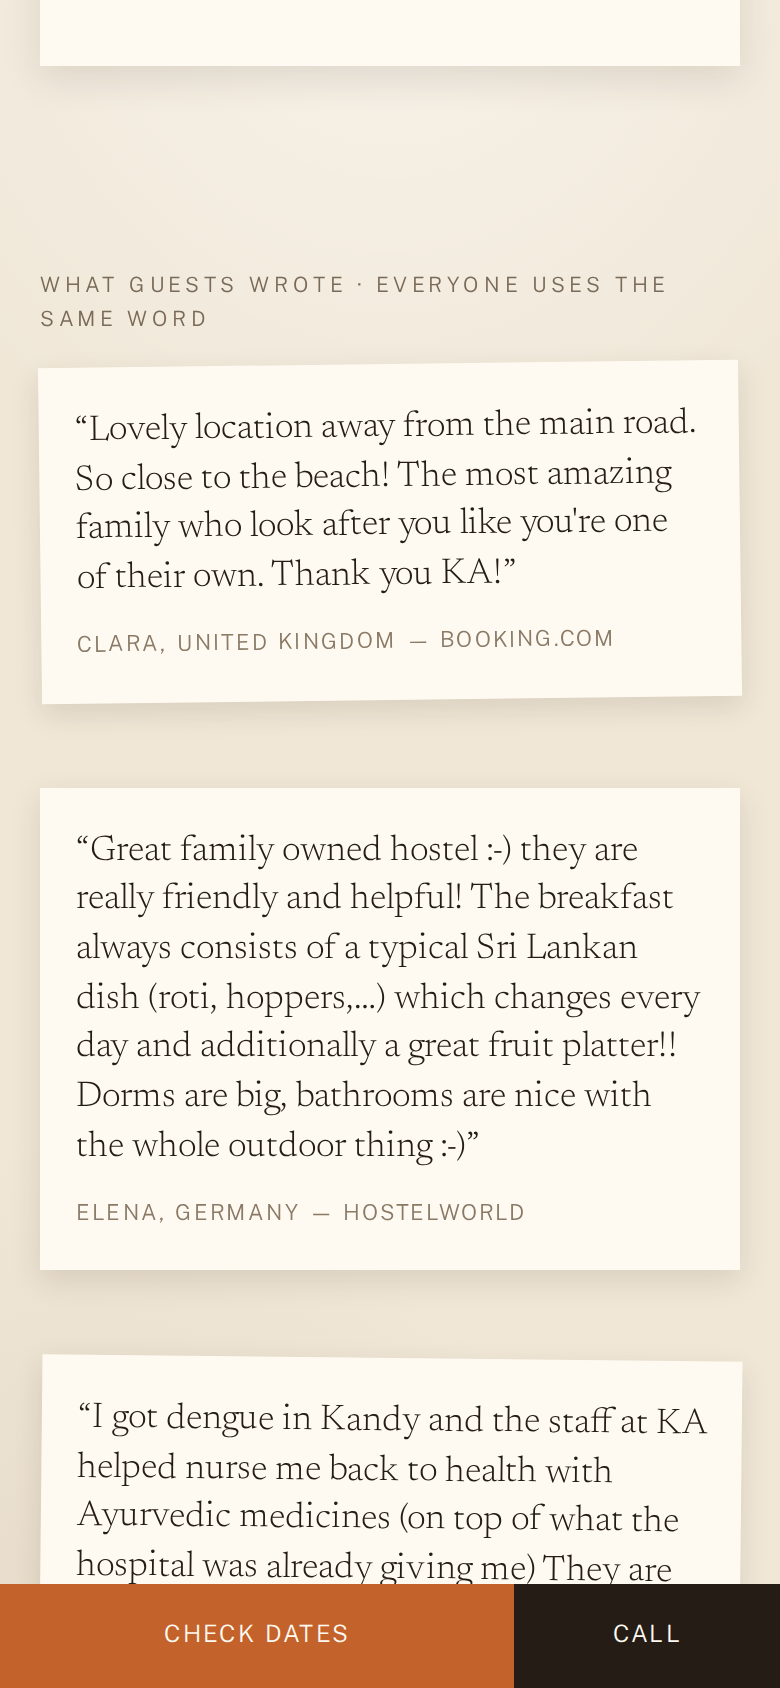 WHAT GUESTS WROTE · EVERYONE USES THE
SAME WORD
“Lovely location away from the main road.
So close to the beach! The most amazing
family who look after you like you're one
of their own. Thank you KA!”
CLARA, UNITED KINGDOM — BOOKING.COM
“Great family owned hostel :-) they are
really friendly and helpful! The breakfast
always consists of a typical Sri Lankan
dish (roti, hoppers,...) which changes every
day and additionally a great fruit platter!!
Dorms are big, bathrooms are nice with
the whole outdoor thing :-)”
ELENA, GERMANY — HOSTELWORLD
“I got dengue in Kandy and the staff at KA
helped nurse me back to health with
Ayurvedic medicines (on top of what the
hospital was already giving me) They are
CHECK DATES
CALL